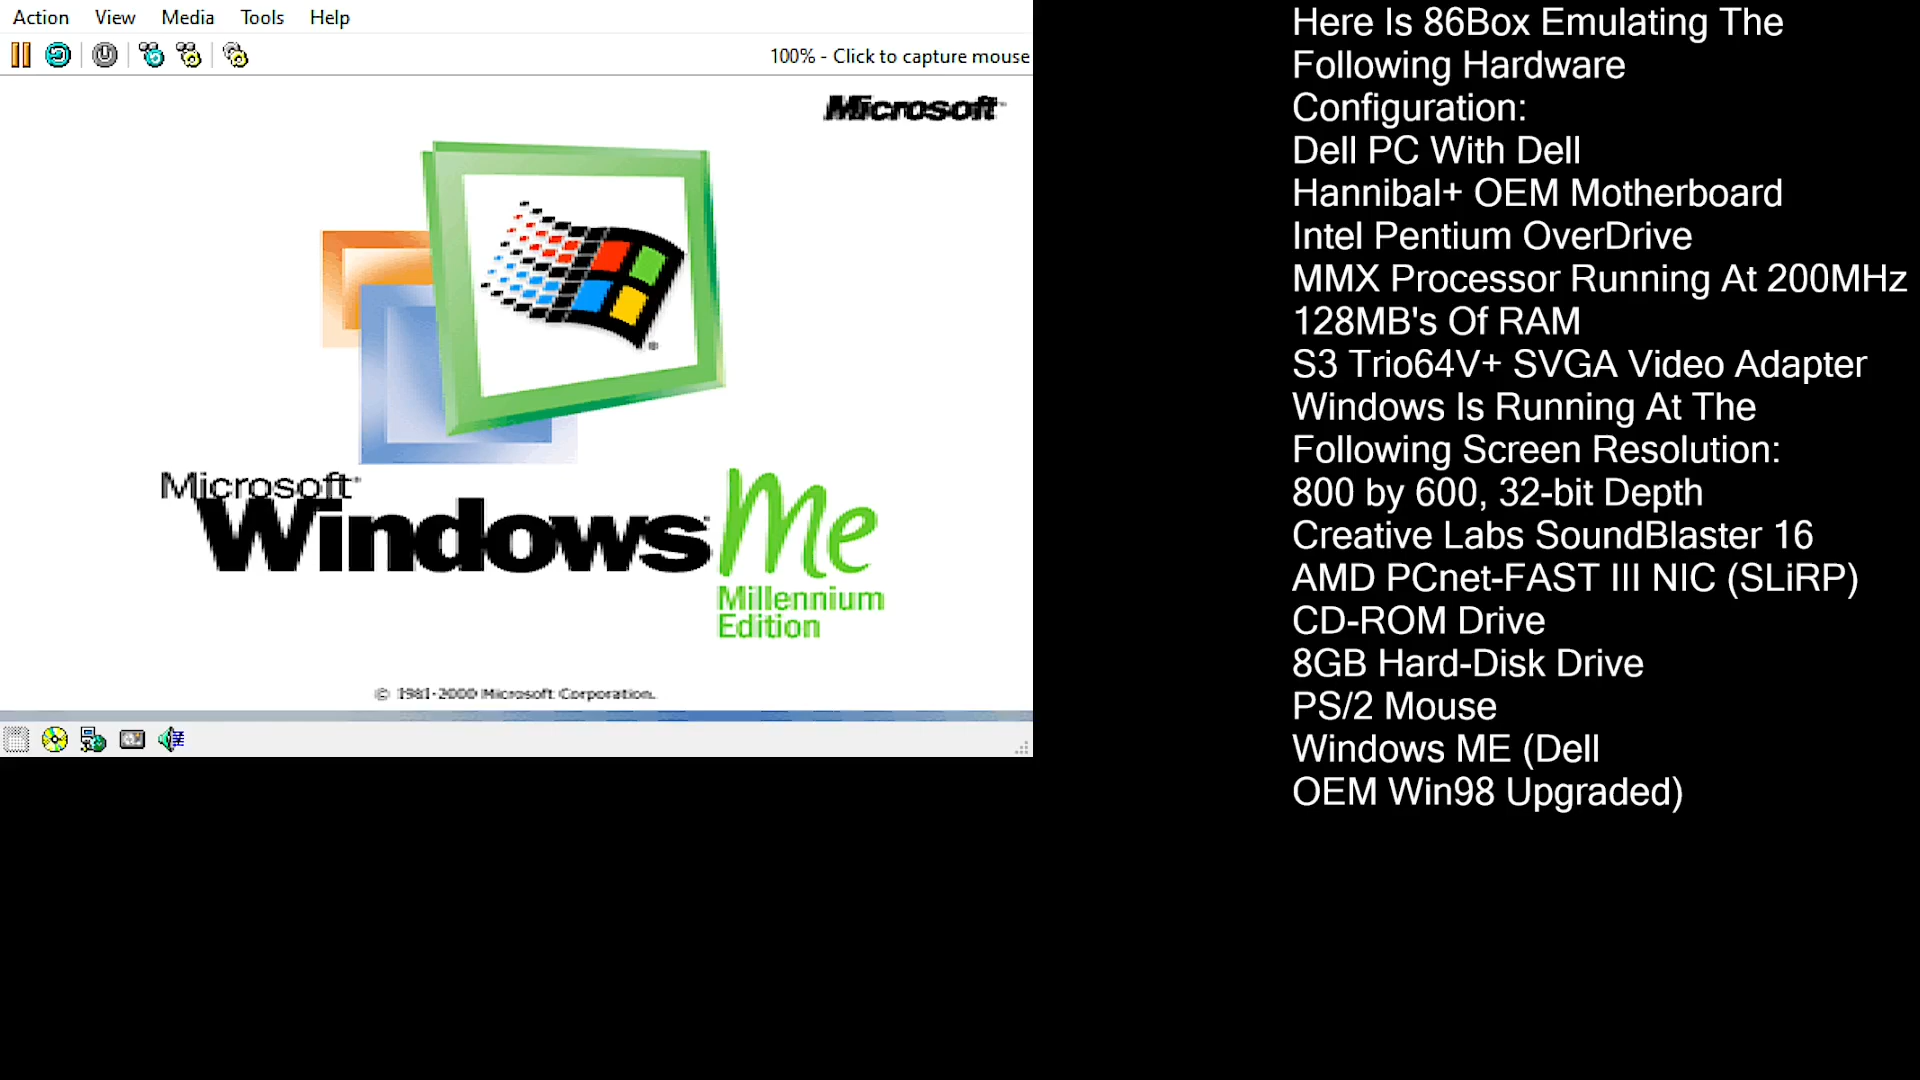 Action View Media Tools Help
100% - Click to capture mouse
Microsoft
Microsoft
Windows Me
Millennium
Edition
© 1981-2000 Microsoft Corporation.
Here Is 86Box Emulating The
Following Hardware
Configuration:
Dell PC With Dell
Hannibal+ OEM Motherboard
Intel Pentium OverDrive
MMX Processor Running At 200MHz
128MB's Of RAM
S3 Trio64V+ SVGA Video Adapter
Windows Is Running At The
Following Screen Resolution:
800 by 600, 32-bit Depth
Creative Labs SoundBlaster 16
AMD PCnet-FAST III NIC (SLiRP)
CD-ROM Drive
8GB Hard-Disk Drive
PS/2 Mouse
Windows ME (Dell
OEM Win98 Upgraded)